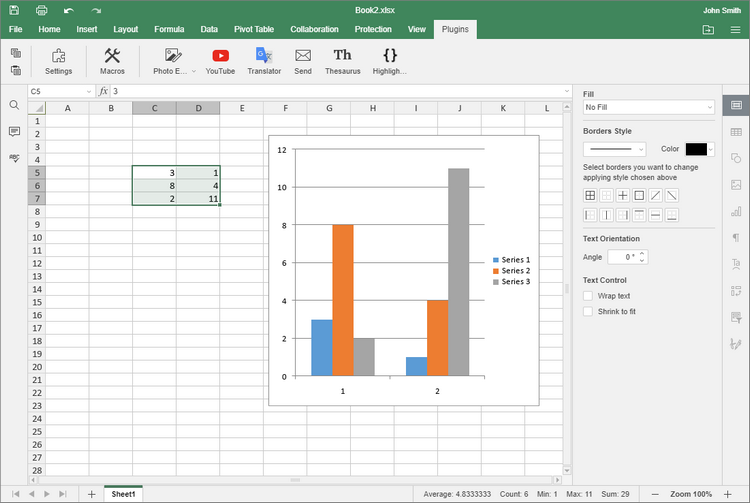 Book2.xlsx
John Smith
File Home Insert Layout Formula Data Pivot Table Collaboration Protection View Plugins
Settings Macros Photo E... YouTube Translator Send Thesaurus Highligh...
Th {}
C5 fx 3
A B C D E F G H I J K L
1
2
3
4
5 3 1
6 8 4
7 2 11
8
9
10
11
12
13
14
15
16
17
18
19
20
21
22
23
24
25
26
27
28
12
10
8
6
4
2
0
1 2
Series 1
Series 2
Series 3
Fill
No Fill
Borders Style
Color
Select borders you want to change
applying style chosen above
Text Orientation
Angle 0 °
Text Control
Wrap text
Shrink to fit
ABC
Ta
Sheet1
Average: 4.8333333 Count: 6 Min: 1 Max: 11 Sum: 29 Zoom 100%